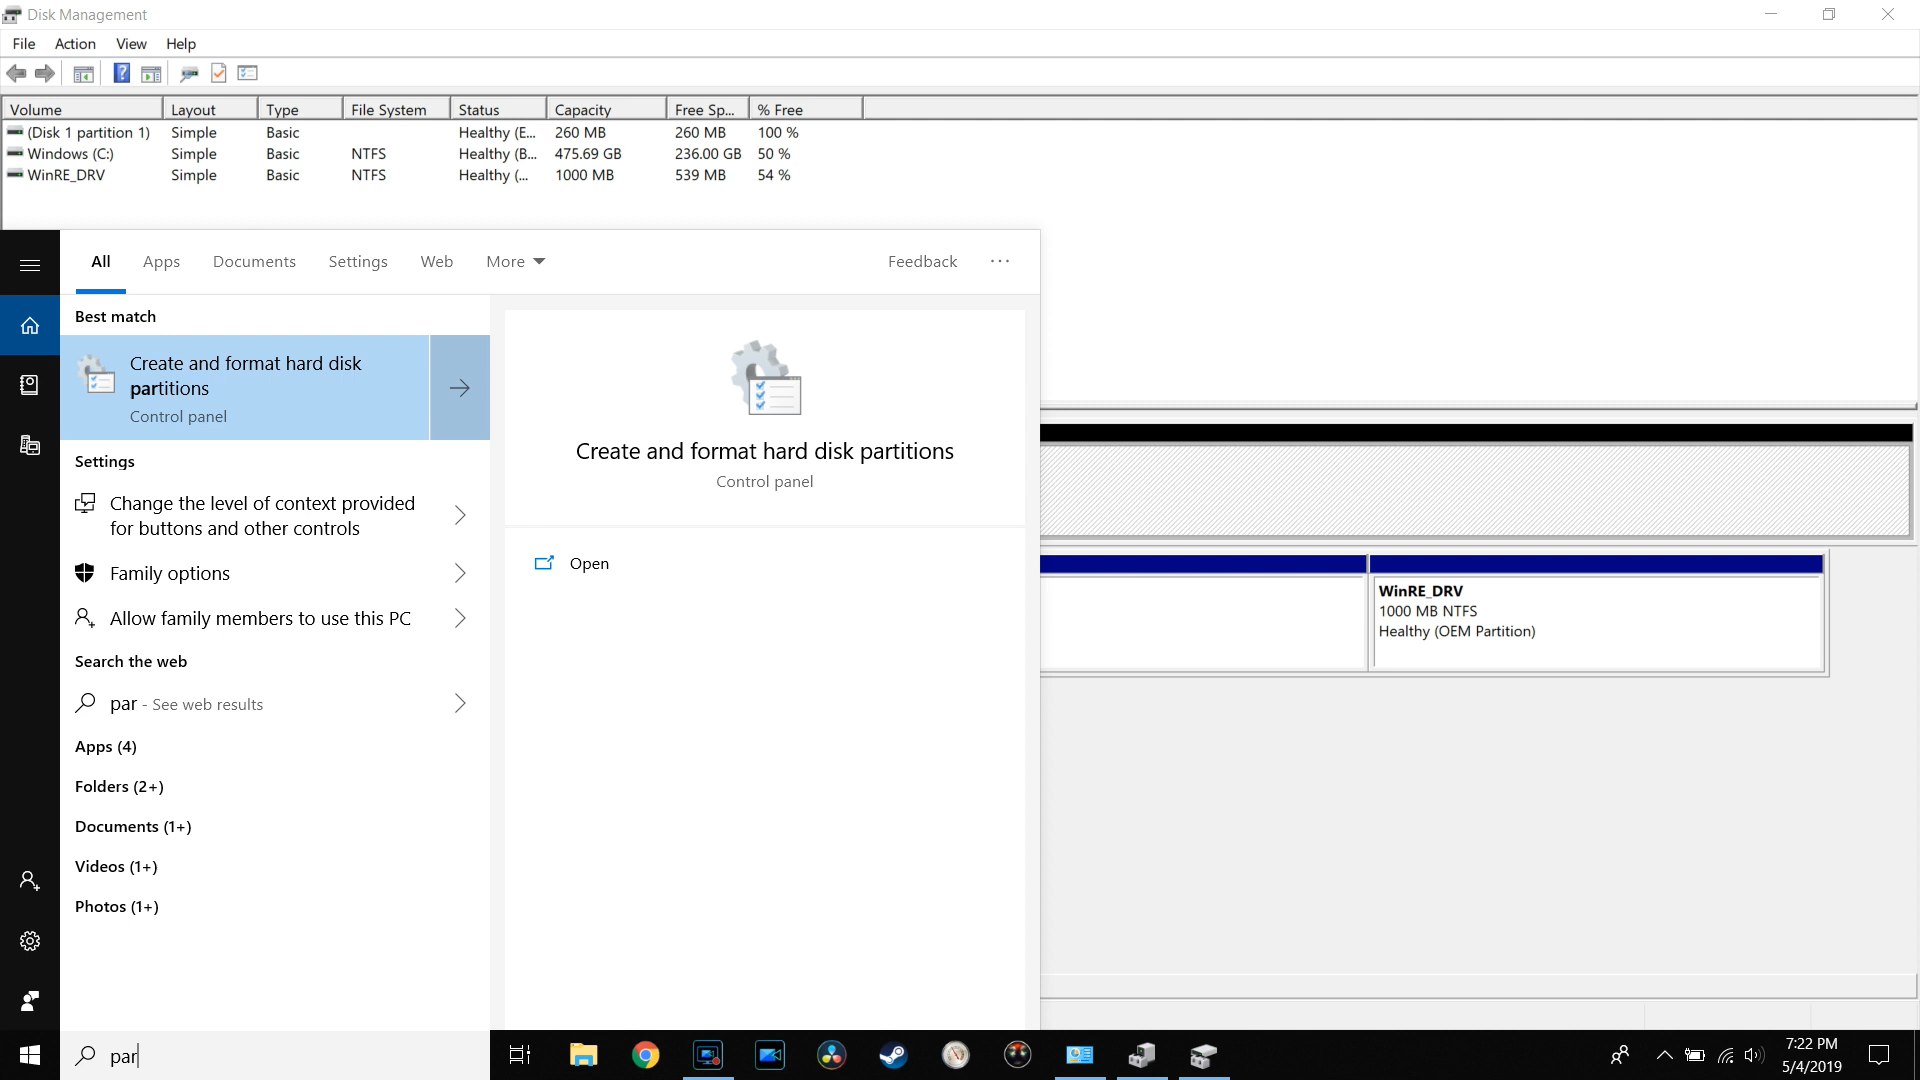 Disk Management
File Action View Help
Volume Layout Type File System Status Capacity Free Sp... % Free
(Disk 1 partition 1) Simple Basic Healthy (E... 260 MB 260 MB 100 %
Windows (C:) Simple Basic NTFS Healthy (B... 475.69 GB 236.00 GB 50 %
WinRE_DRV Simple Basic NTFS Healthy (... 1000 MB 539 MB 54 %
All Apps Documents Settings Web More Feedback ...
Best match
Create and format hard disk
partitions
Control panel
Settings
Change the level of context provided
for buttons and other controls
Family options
Allow family members to use this PC
Search the web
par - See web results
Apps (4)
Folders (2+)
Documents (1+)
Videos (1+)
Photos (1+)
Create and format hard disk partitions
Control panel
Open
WinRE_DRV
1000 MB NTFS
Healthy (OEM Partition)
par
7:22 PM
5/4/2019